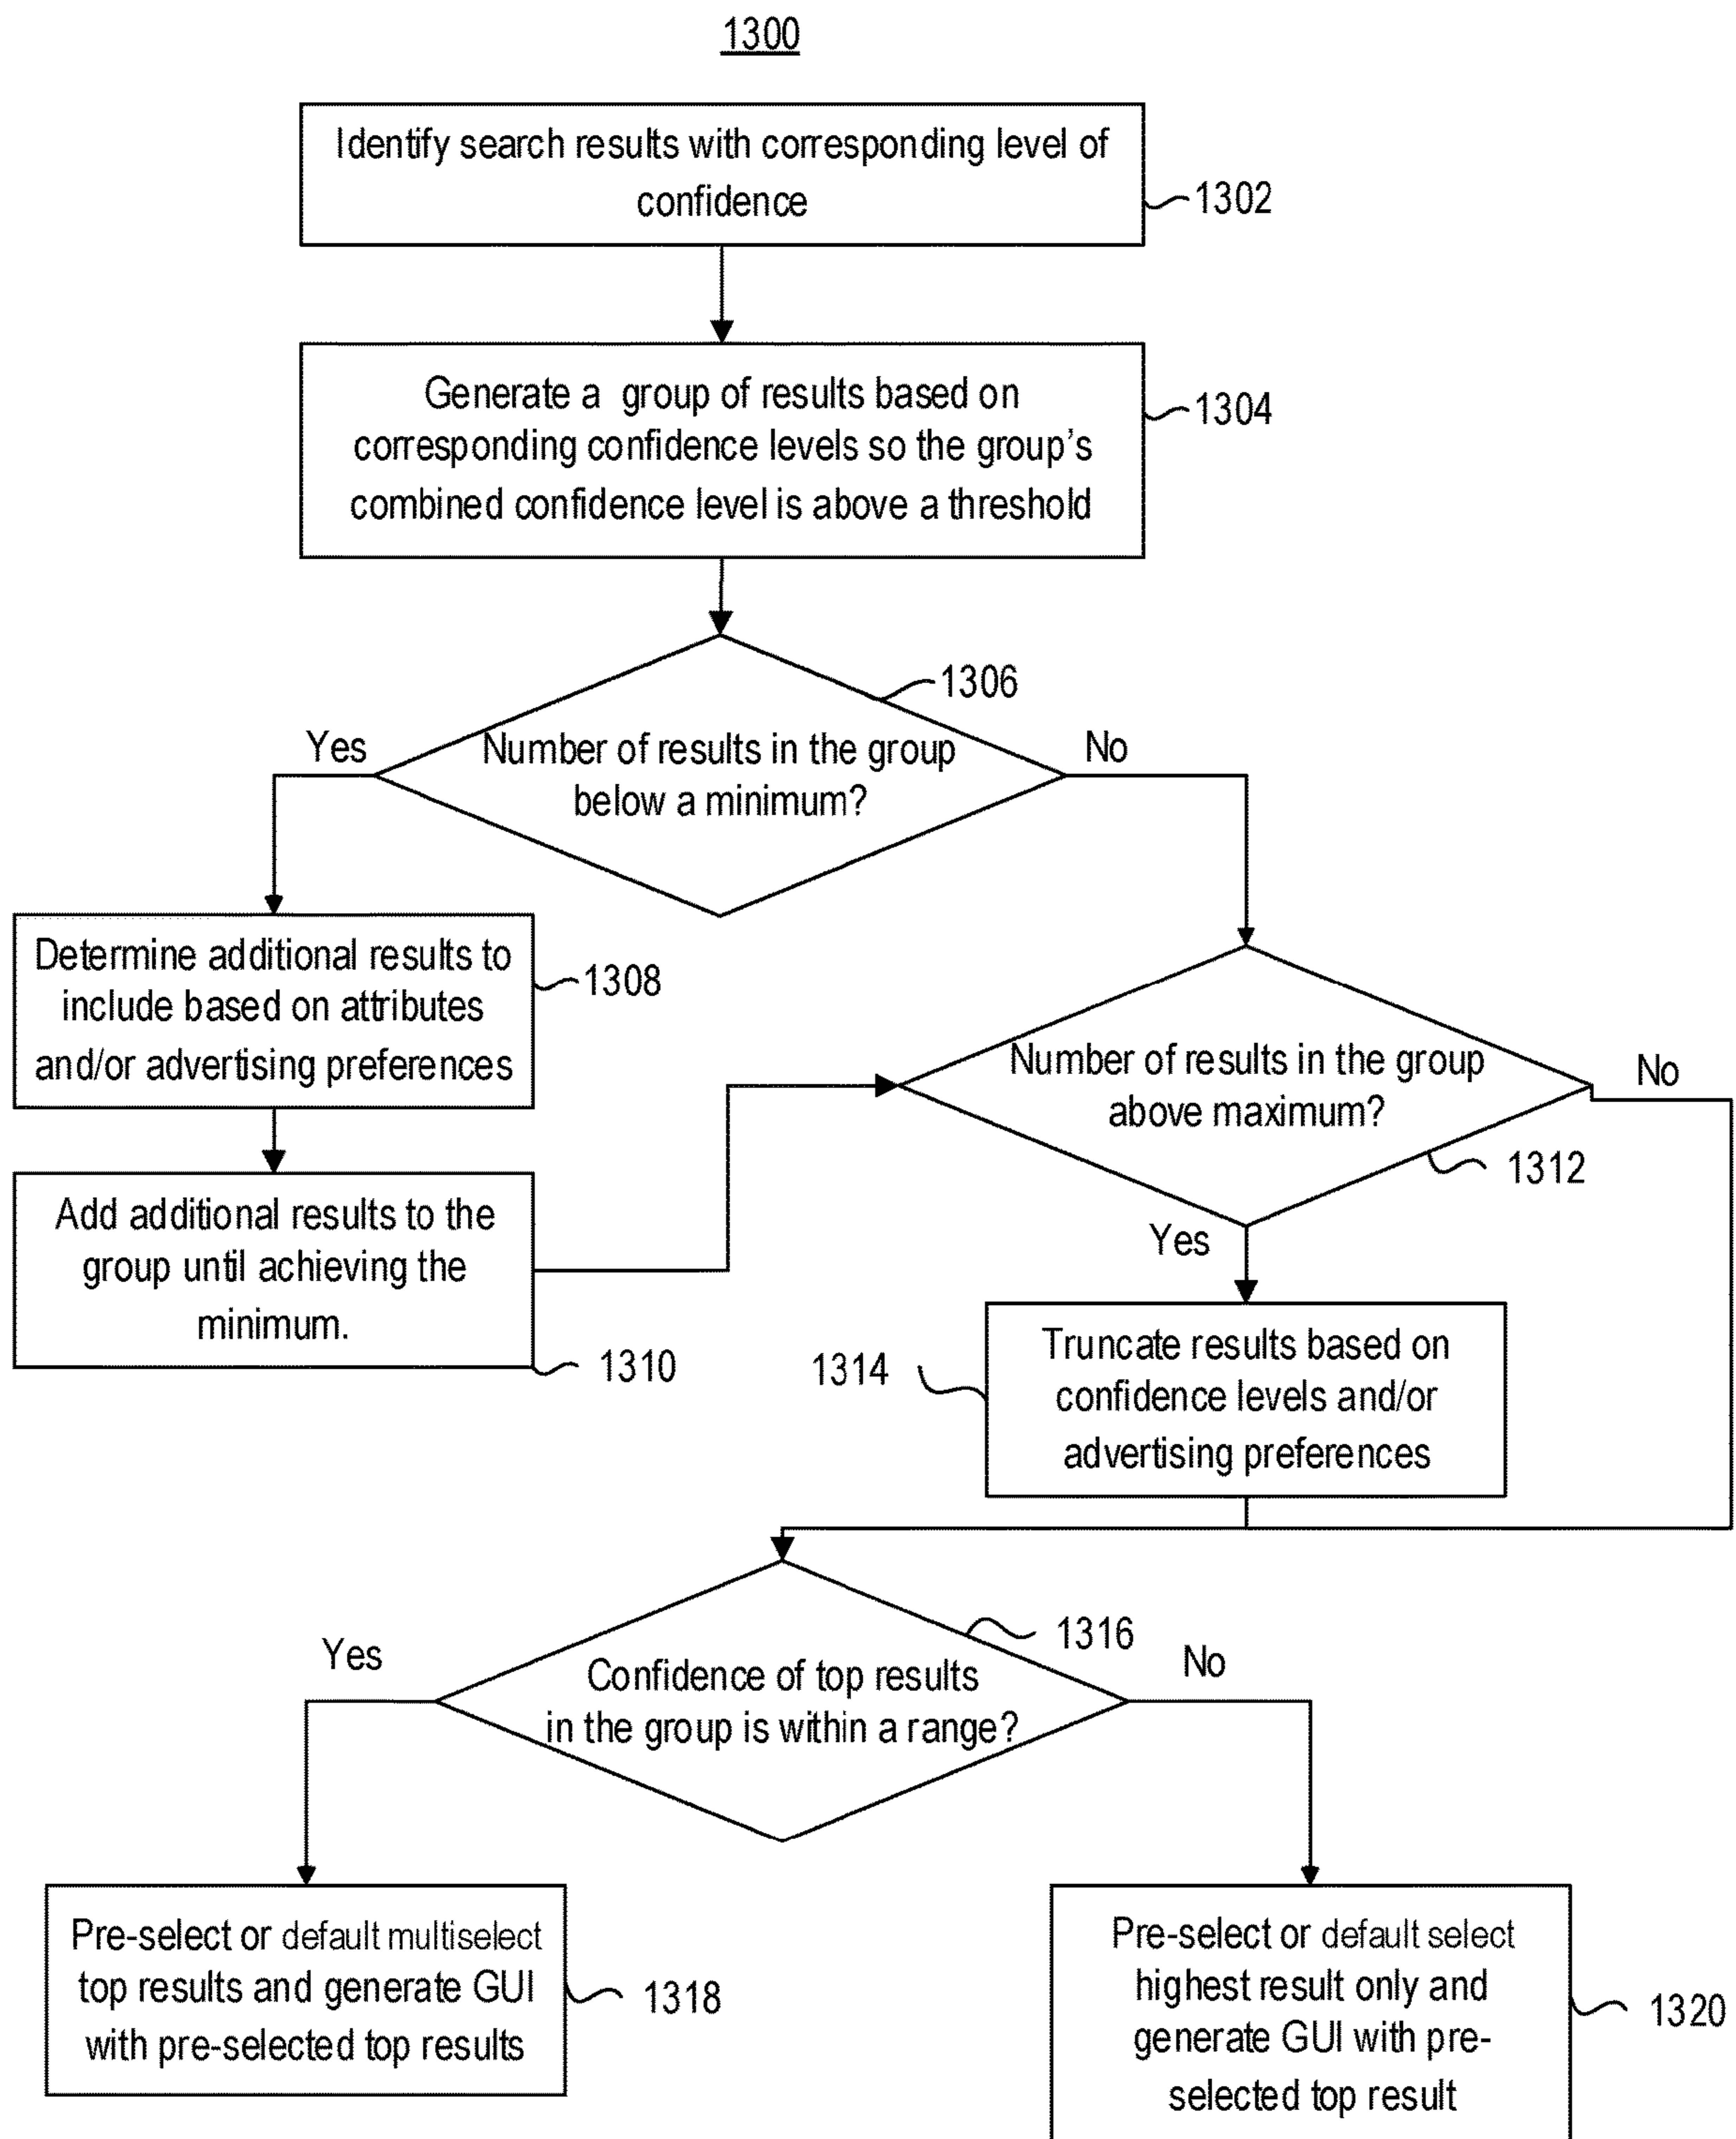 1300
Identify search results with corresponding level of
confidence
1302
Generate a group of results based on
corresponding confidence levels so the group's
combined confidence level is above a threshold
1304
1306
Yes
Number of results in the group
below a minimum?
No
Determine additional results to
include based on attributes
and/or advertising preferences
1308
Number of results in the group
above maximum?
No
1312
Add additional results to the
group until achieving the
minimum.
1310
Yes
Truncate results based on
confidence levels and/or
advertising preferences
1314
1316
Yes
Confidence of top results
in the group is within a range?
No
Pre-select or default multiselect
top results and generate GUI
with pre-selected top results
1318
Pre-select or default select
highest result only and
generate GUI with pre-
selected top result
1320